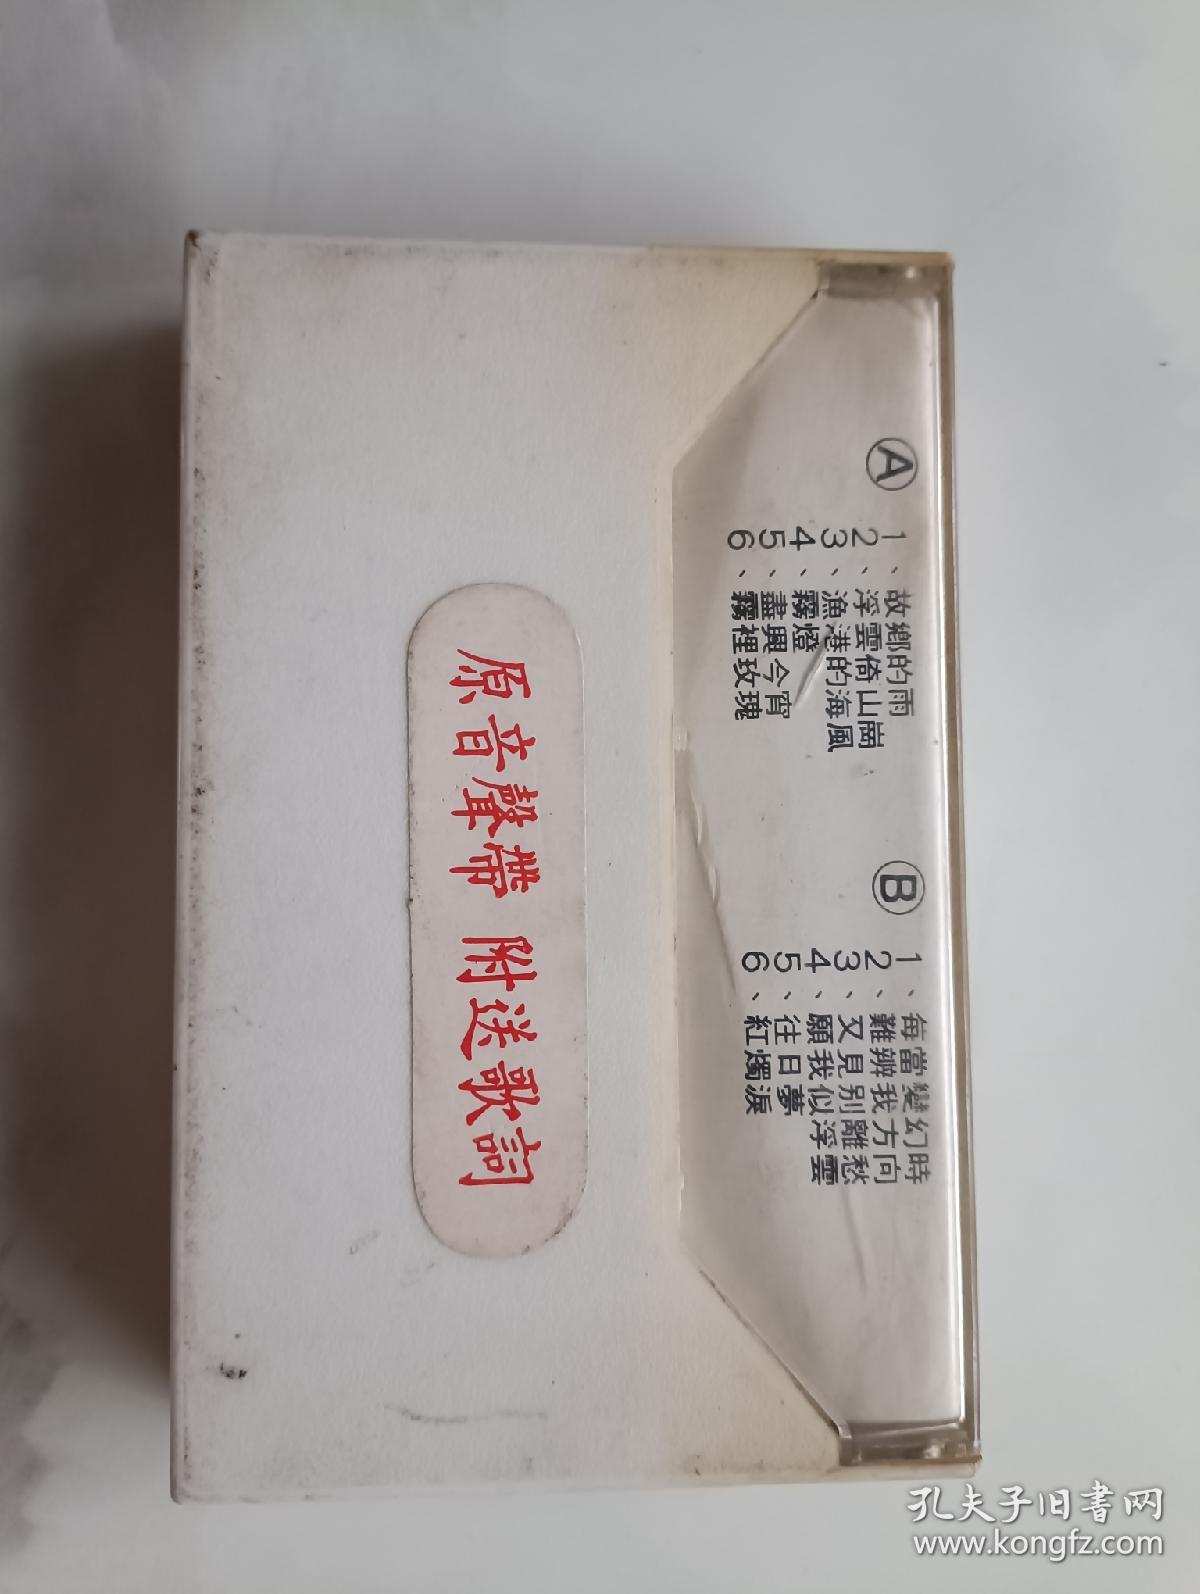 Ⓐ
1、故鄉的雨
2、浮雲倚山崗
3、漁港的海風
4、霧燈
5、盡興今宵
6、霧裡玫瑰
Ⓑ
1、每當變幻時
2、難辨我方向
3、又見別離愁
4、願我似浮雲
5、往日夢
6、紅燭淚
原音聲帶 附送歌詞
孔夫子旧书网
www.kongfz.com